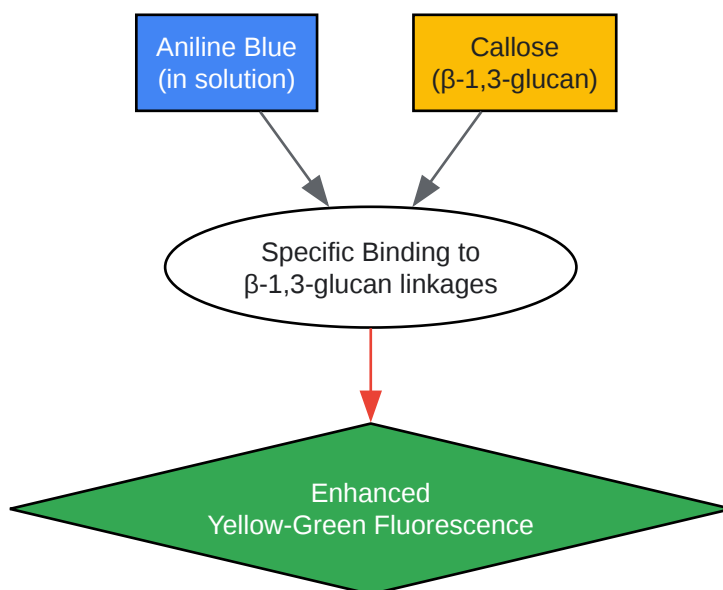 Aniline Blue
(in solution)
Callose
(β-1,3-glucan)
Specific Binding to
β-1,3-glucan linkages
Enhanced
Yellow-Green Fluorescence